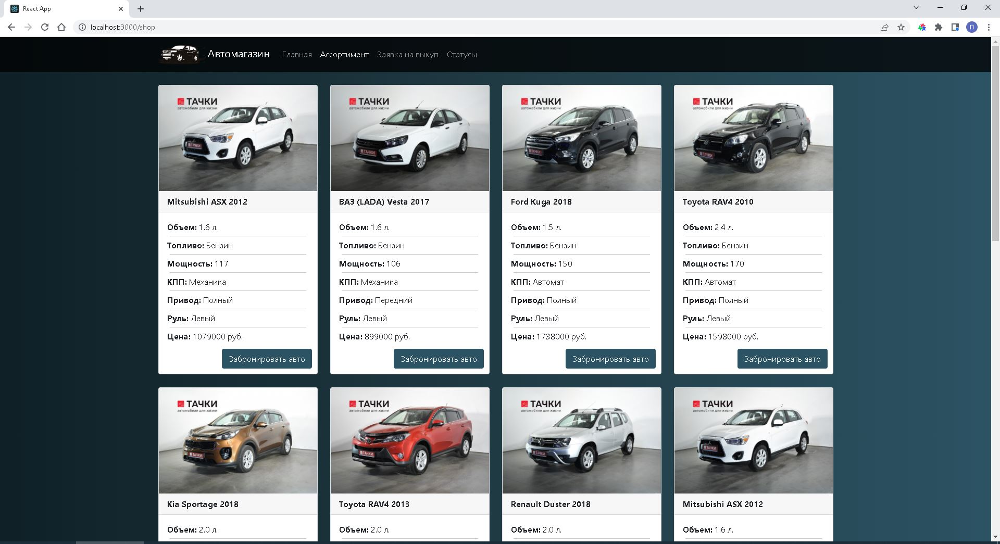 React App
localhost:3000/shop
П
Автомагазин Главная Ассортимент Заявка на выкуп Статусы
ТАЧКИ
автомобили для жизни
ТАЧКИ
Mitsubishi ASX 2012
Объем: 1.6 л.
Топливо: Бензин
Мощность: 117
КПП: Механика
Привод: Полный
Руль: Левый
Цена: 1079000 руб.
Забронировать авто
ТАЧКИ
автомобили для жизни
ТАЧКИ
ВАЗ (LADA) Vesta 2017
Объем: 1.6 л.
Топливо: Бензин
Мощность: 106
КПП: Механика
Привод: Передний
Руль: Левый
Цена: 899000 руб.
Забронировать авто
ТАЧКИ
автомобили для жизни
ТАЧКИ
Ford Kuga 2018
Объем: 1.5 л.
Топливо: Бензин
Мощность: 150
КПП: Автомат
Привод: Полный
Руль: Левый
Цена: 1738000 руб.
Забронировать авто
ТАЧКИ
автомобили для жизни
ТАЧКИ
Toyota RAV4 2010
Объем: 2.4 л.
Топливо: Бензин
Мощность: 170
КПП: Автомат
Привод: Полный
Руль: Левый
Цена: 1598000 руб.
Забронировать авто
ТАЧКИ
автомобили для жизни
ТАЧКИ
Kia Sportage 2018
Объем: 2.0 л.
ТАЧКИ
автомобили для жизни
ТАЧКИ
Toyota RAV4 2013
Объем: 2.0 л.
ТАЧКИ
автомобили для жизни
ТАЧКИ
Renault Duster 2018
Объем: 2.0 л.
ТАЧКИ
автомобили для жизни
ТАЧКИ
Mitsubishi ASX 2012
Объем: 1.6 л.